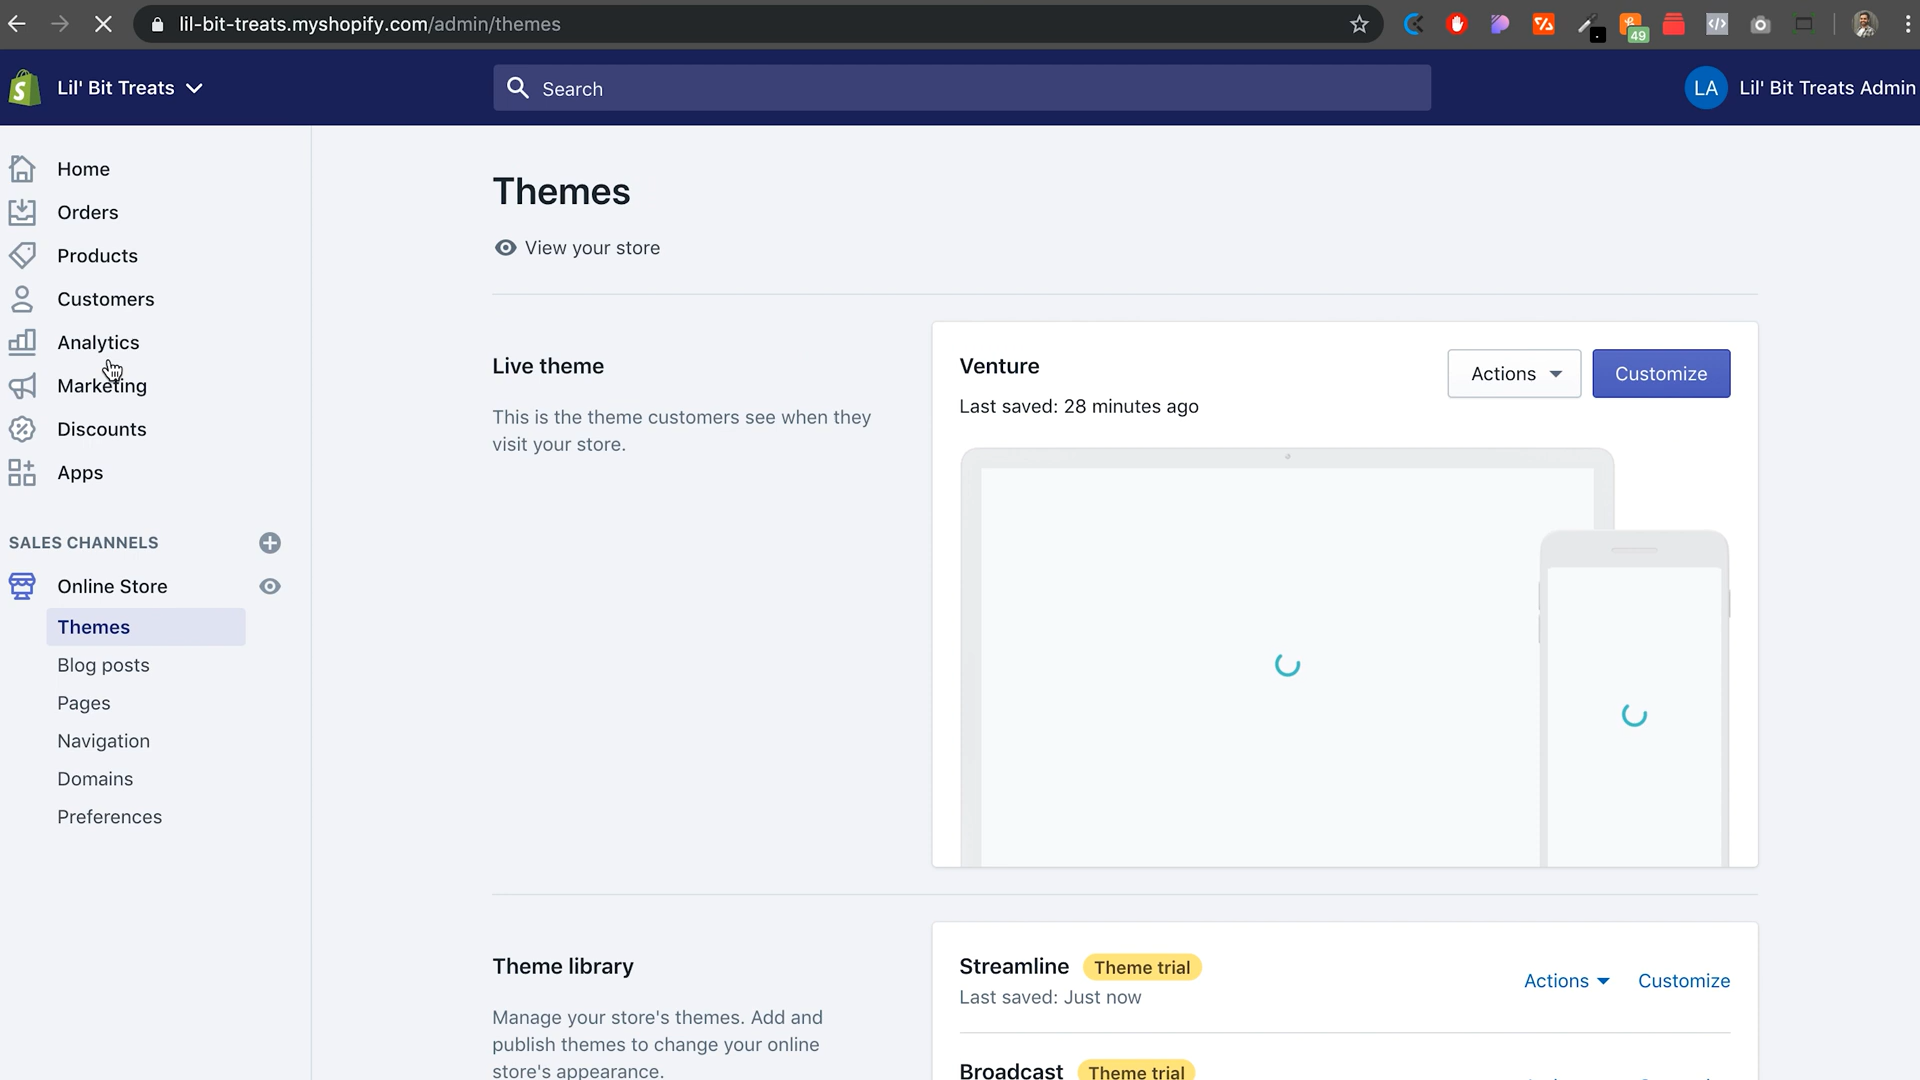 lil-bit-treats.myshopify.com/admin/themes
49
Lil' Bit Treats
Search
LA
Lil' Bit Treats Admin
Home
Orders
Products
Customers
Analytics
Marketing
Discounts
Apps
SALES CHANNELS
Online Store
Themes
Blog posts
Pages
Navigation
Domains
Preferences
Themes
View your store
Live theme
This is the theme customers see when they
visit your store.
Venture
Last saved: 28 minutes ago
Actions
Customize
Theme library
Manage your store's themes. Add and
publish themes to change your online
store's appearance.
Streamline
Theme trial
Last saved: Just now
Actions
Customize
Broadcast
Theme trial